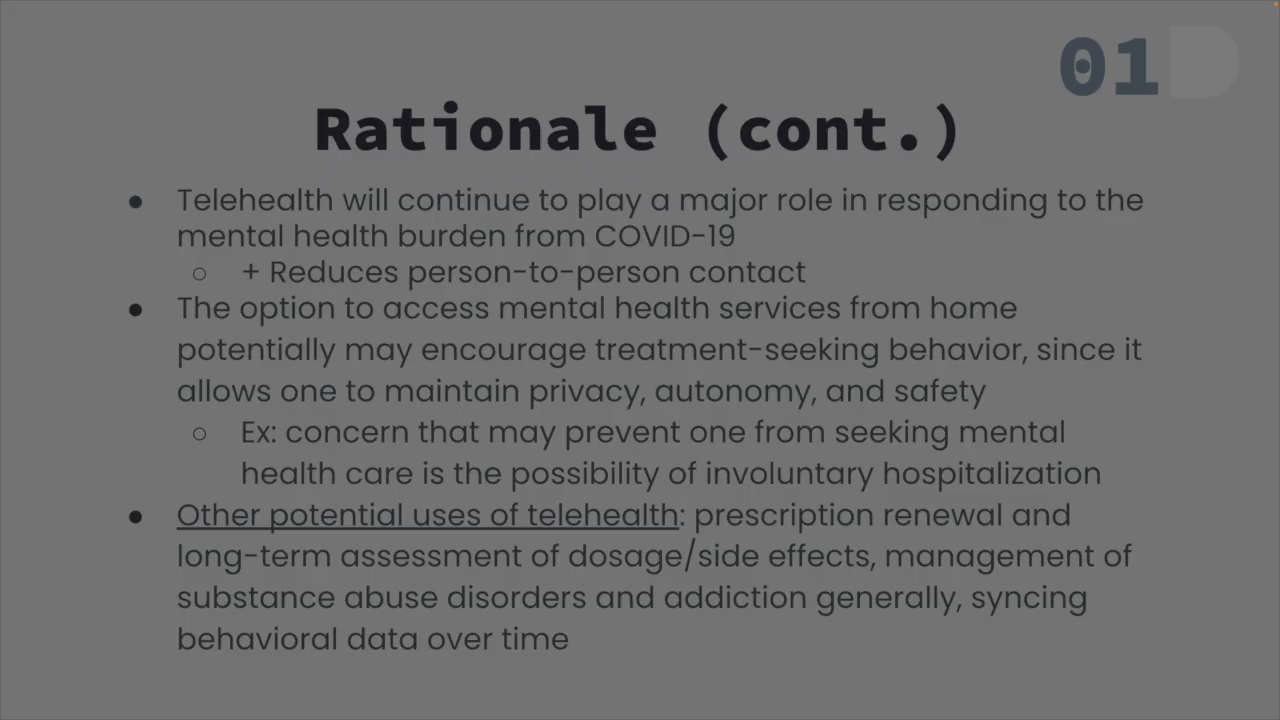 01
Rationale (cont.)
● Telehealth will continue to play a major role in responding to the
mental health burden from COVID-19
○ + Reduces person-to-person contact
● The option to access mental health services from home
potentially may encourage treatment-seeking behavior, since it
allows one to maintain privacy, autonomy, and safety
○ Ex: concern that may prevent one from seeking mental
health care is the possibility of involuntary hospitalization
● Other potential uses of telehealth: prescription renewal and
long-term assessment of dosage/side effects, management of
substance abuse disorders and addiction generally, syncing
behavioral data over time